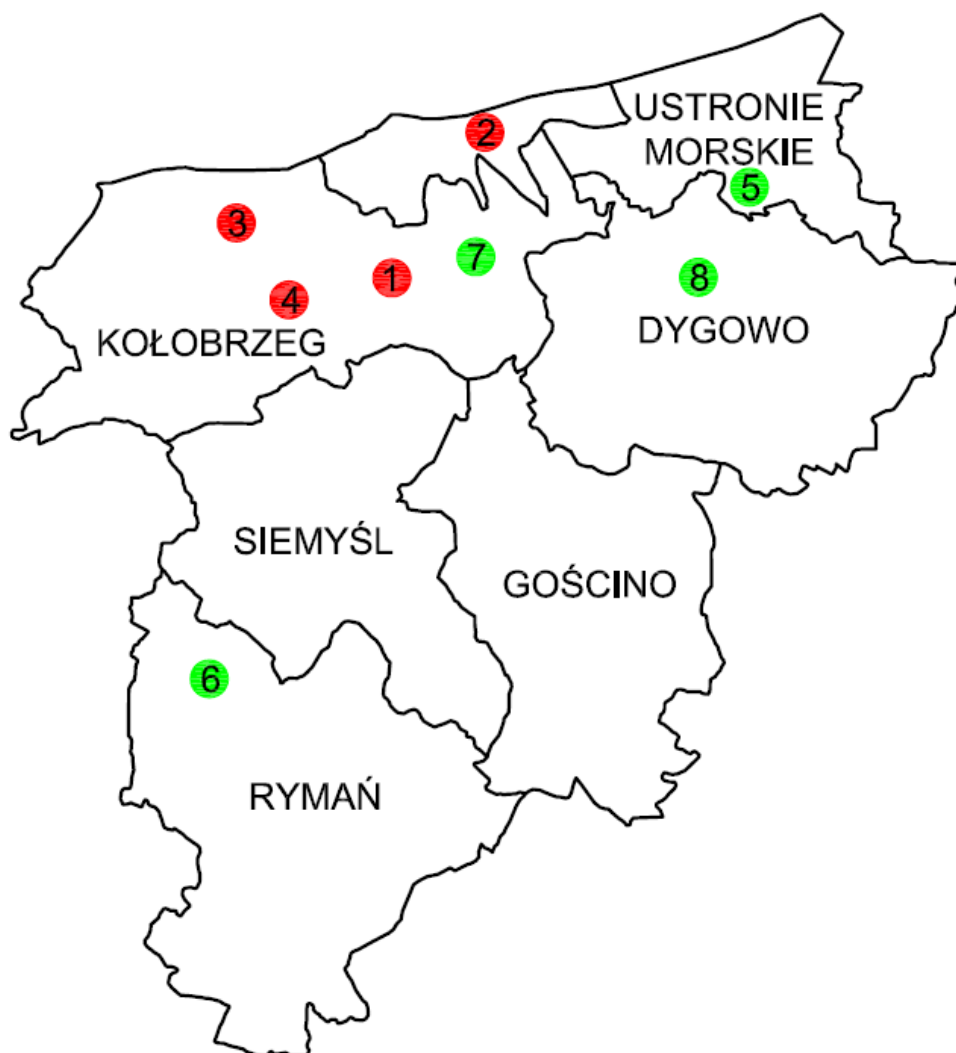 2
USTRONIE
MORSKIE
5
3
7
1
8
4
KOŁOBRZEG
DYGOWO
SIEMYŚL
GOŚCINO
6
RYMAŃ